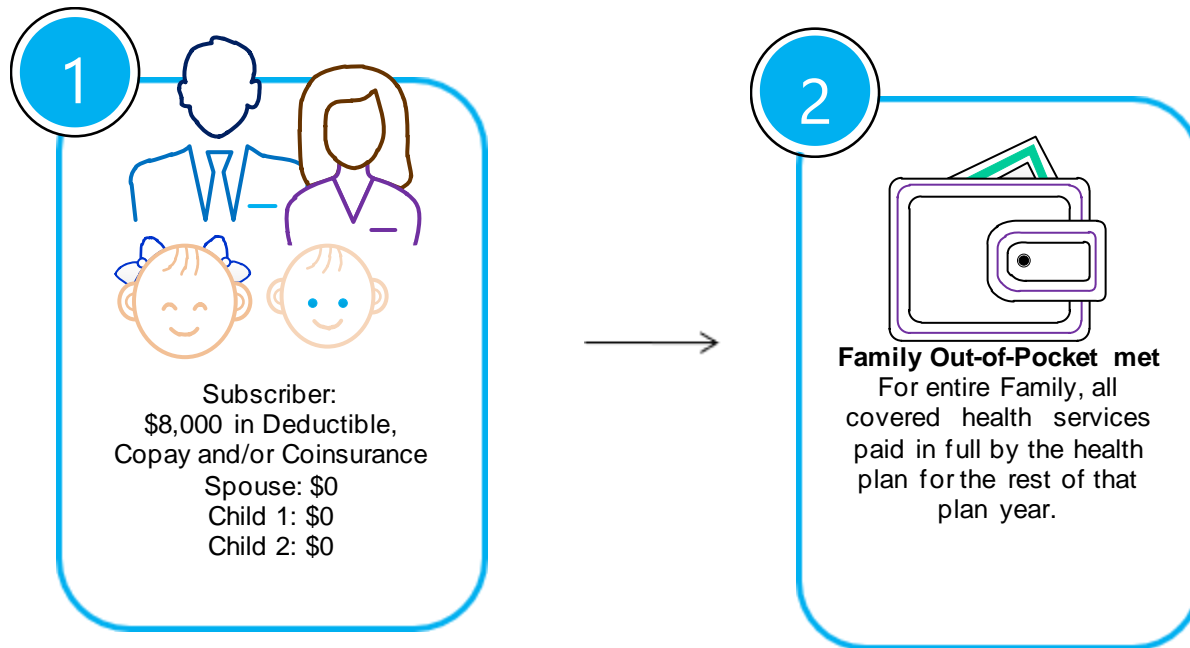 1
Subscriber:
$8,000 in Deductible,
Copay and/or Coinsurance
Spouse: $0
Child 1: $0
Child 2: $0
2
Family Out-of-Pocket met
For entire Family, all
covered health services
paid in full by the health
plan for the rest of that
plan year.